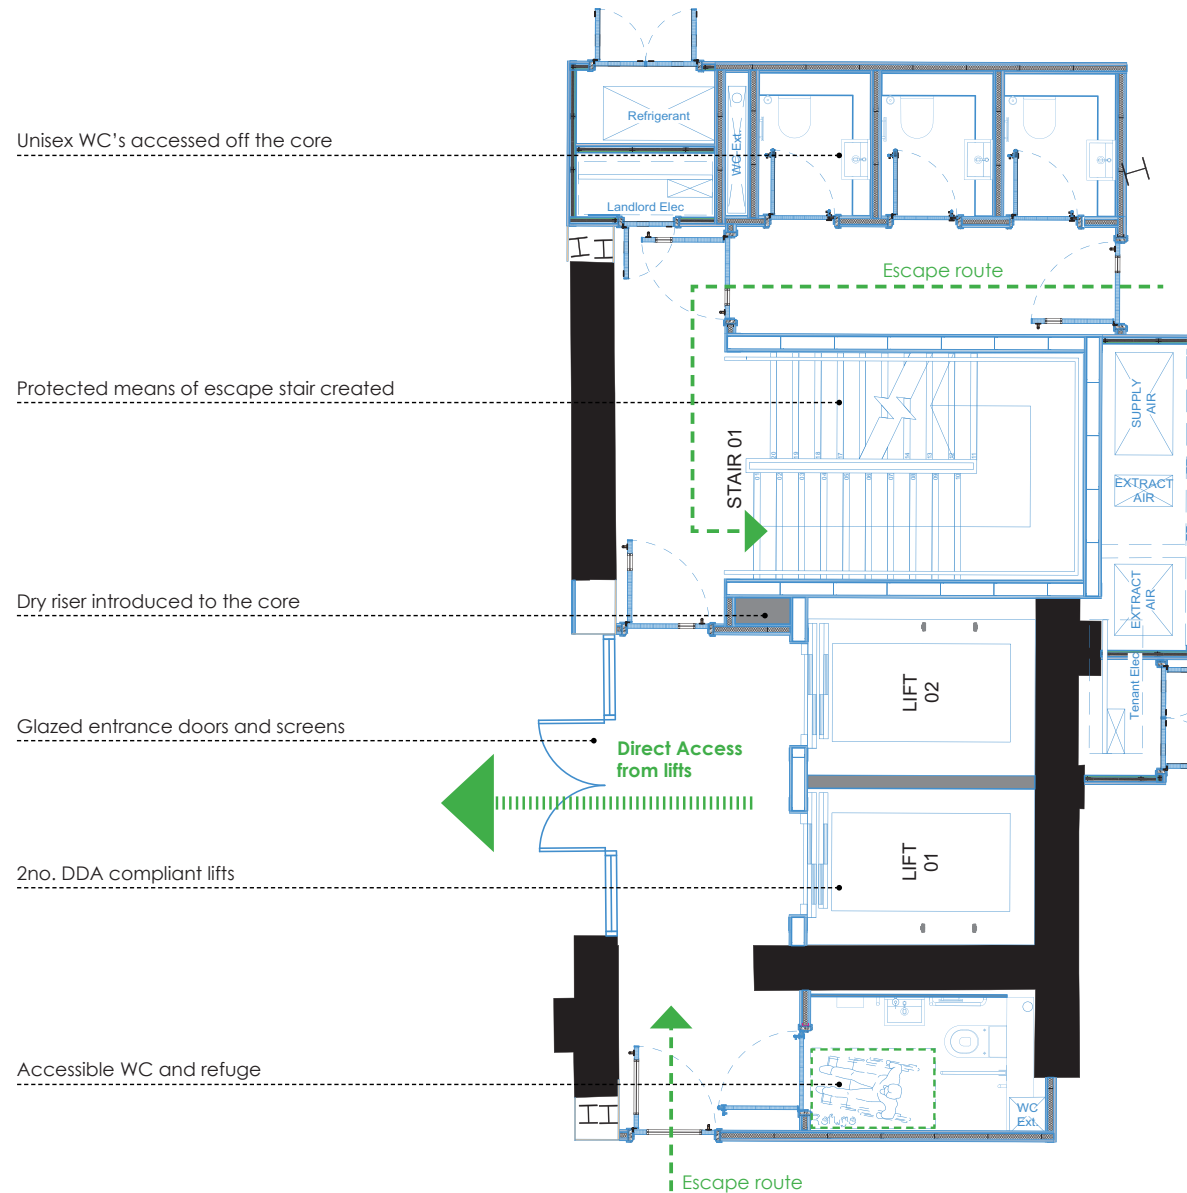 Refrigerant
Unisex WC's accessed off the core
WC Ext.
Landlord Elec
Escape route
Protected means of escape stair created
SUPPLY
AIR
STAIR 01
EXTRACT
AIR
Dry riser introduced to the core
EXTRACT
AIR
LIFT
02
Tenant Elec
Glazed entrance doors and screens
Direct Access
from lifts
2no. DDA compliant lifts
LIFT
01
Accessible WC and refuge
Refuge
WC
Ext.
Escape route